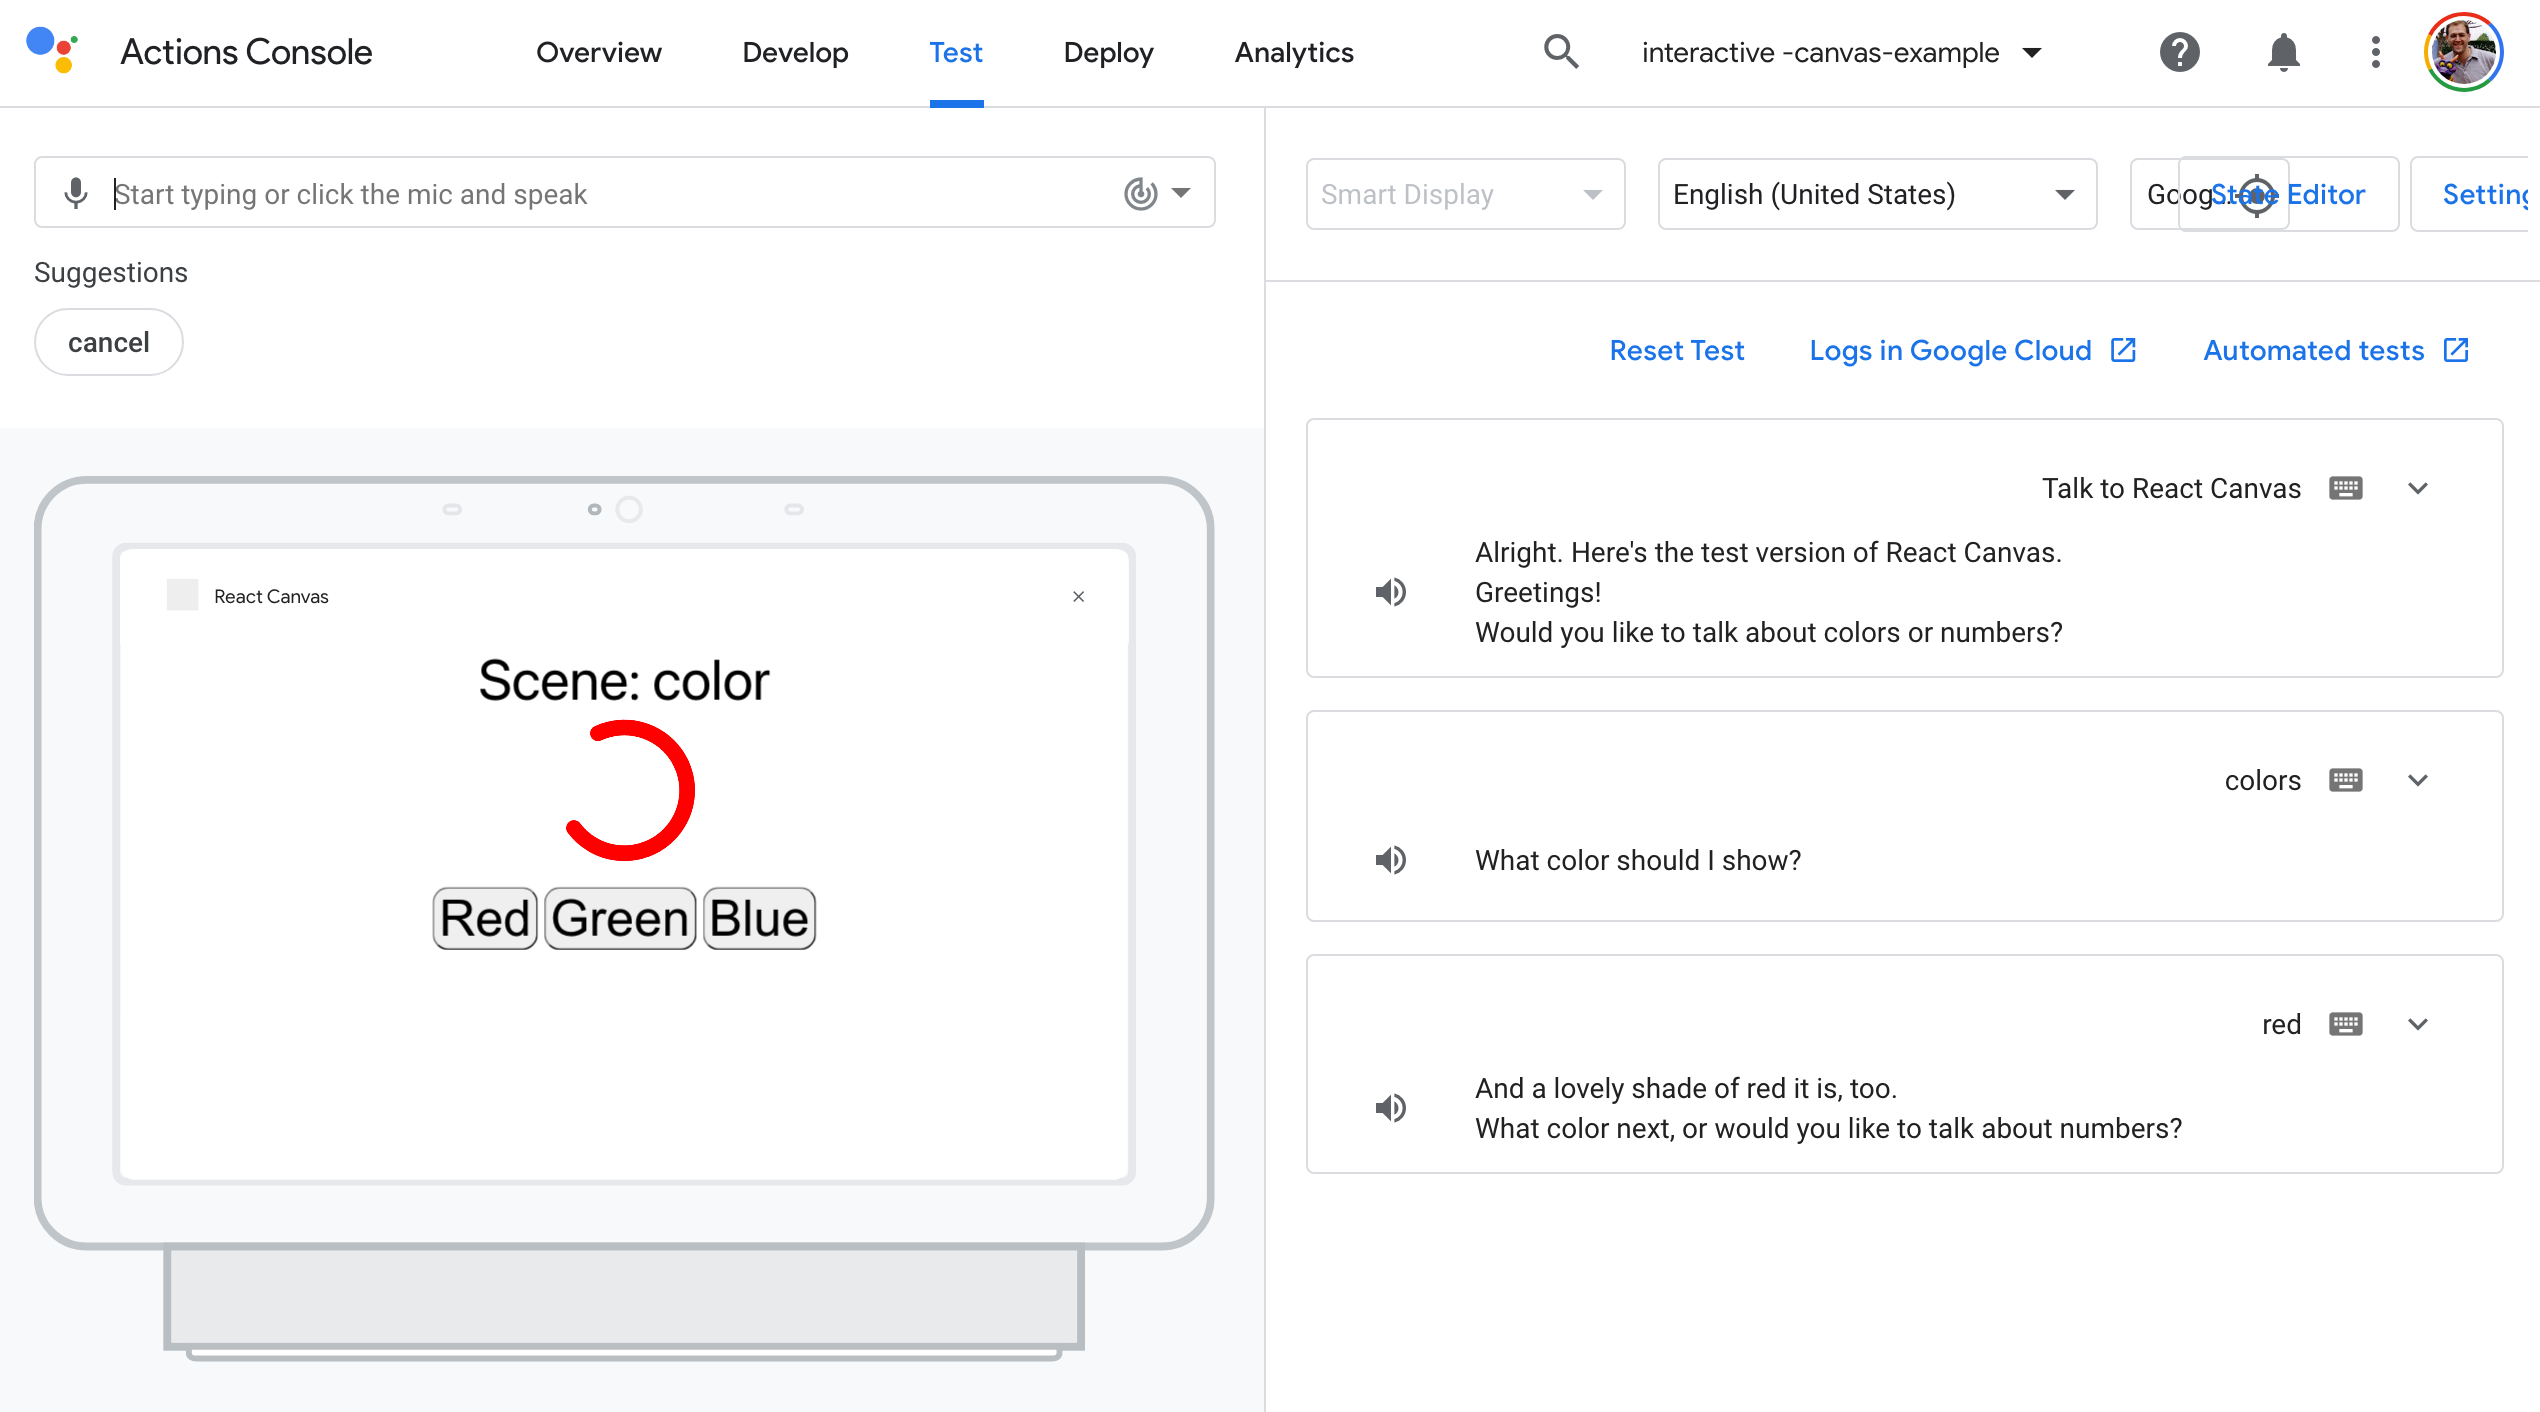 Actions Console
Overview
Develop
Test
Deploy
Analytics
interactive -canvas-example
Start typing or click the mic and speak
Suggestions
cancel
React Canvas
Scene: color
Red
Green
Blue
Smart Display
English (United States)
Goog...
State Editor
Setting
Reset Test
Logs in Google Cloud
Automated tests
Talk to React Canvas
Alright. Here's the test version of React Canvas.
Greetings!
Would you like to talk about colors or numbers?
colors
What color should I show?
red
And a lovely shade of red it is, too.
What color next, or would you like to talk about numbers?